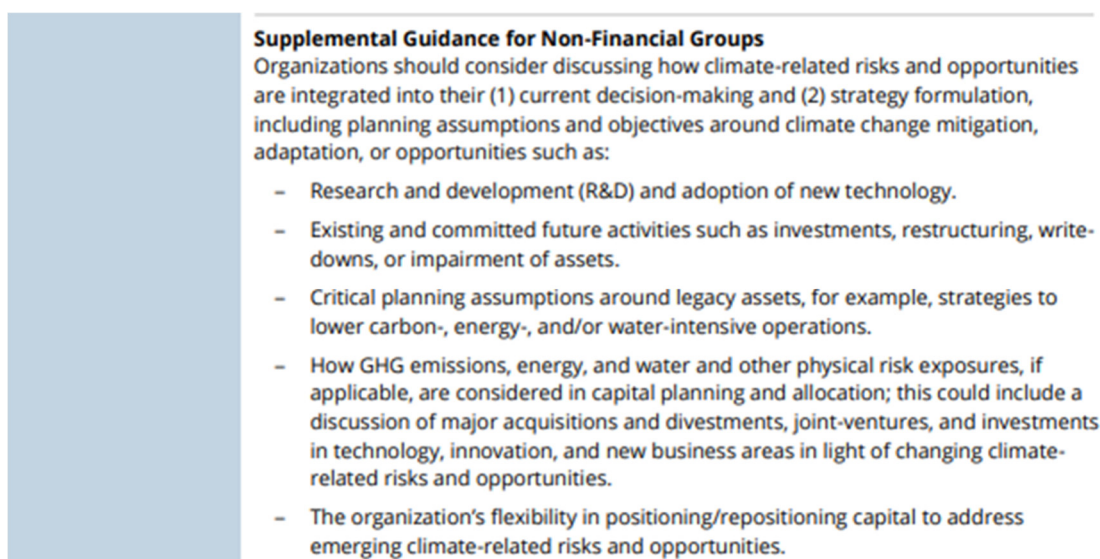 Supplemental Guidance for Non-Financial Groups
Organizations should consider discussing how climate-related risks and opportunities
are integrated into their (1) current decision-making and (2) strategy formulation,
including planning assumptions and objectives around climate change mitigation,
adaptation, or opportunities such as:
– Research and development (R&D) and adoption of new technology.
– Existing and committed future activities such as investments, restructuring, write-
downs, or impairment of assets.
– Critical planning assumptions around legacy assets, for example, strategies to
lower carbon-, energy-, and/or water-intensive operations.
– How GHG emissions, energy, and water and other physical risk exposures, if
applicable, are considered in capital planning and allocation; this could include a
discussion of major acquisitions and divestments, joint-ventures, and investments
in technology, innovation, and new business areas in light of changing climate-
related risks and opportunities.
– The organization's flexibility in positioning/repositioning capital to address
emerging climate-related risks and opportunities.